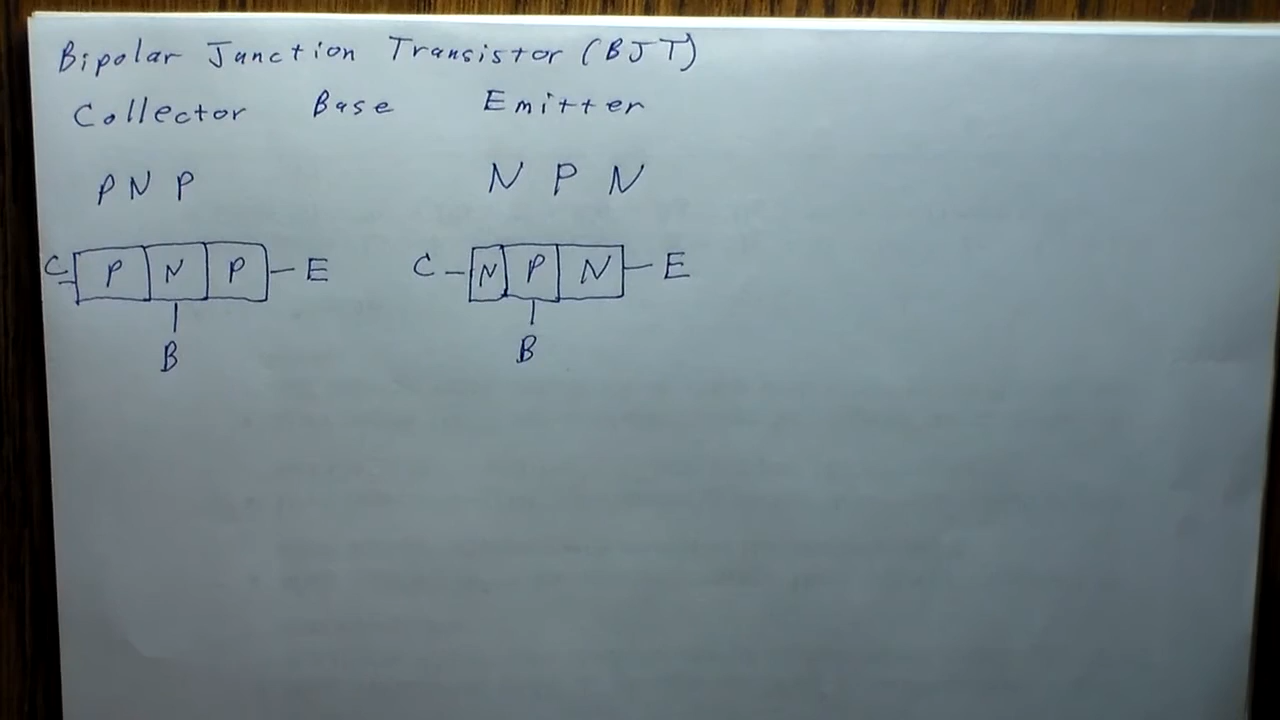 Bipolar Junction Transistor (BJT)
Collector Base Emitter
PNP NPN
C P N P E C N P N E
B B